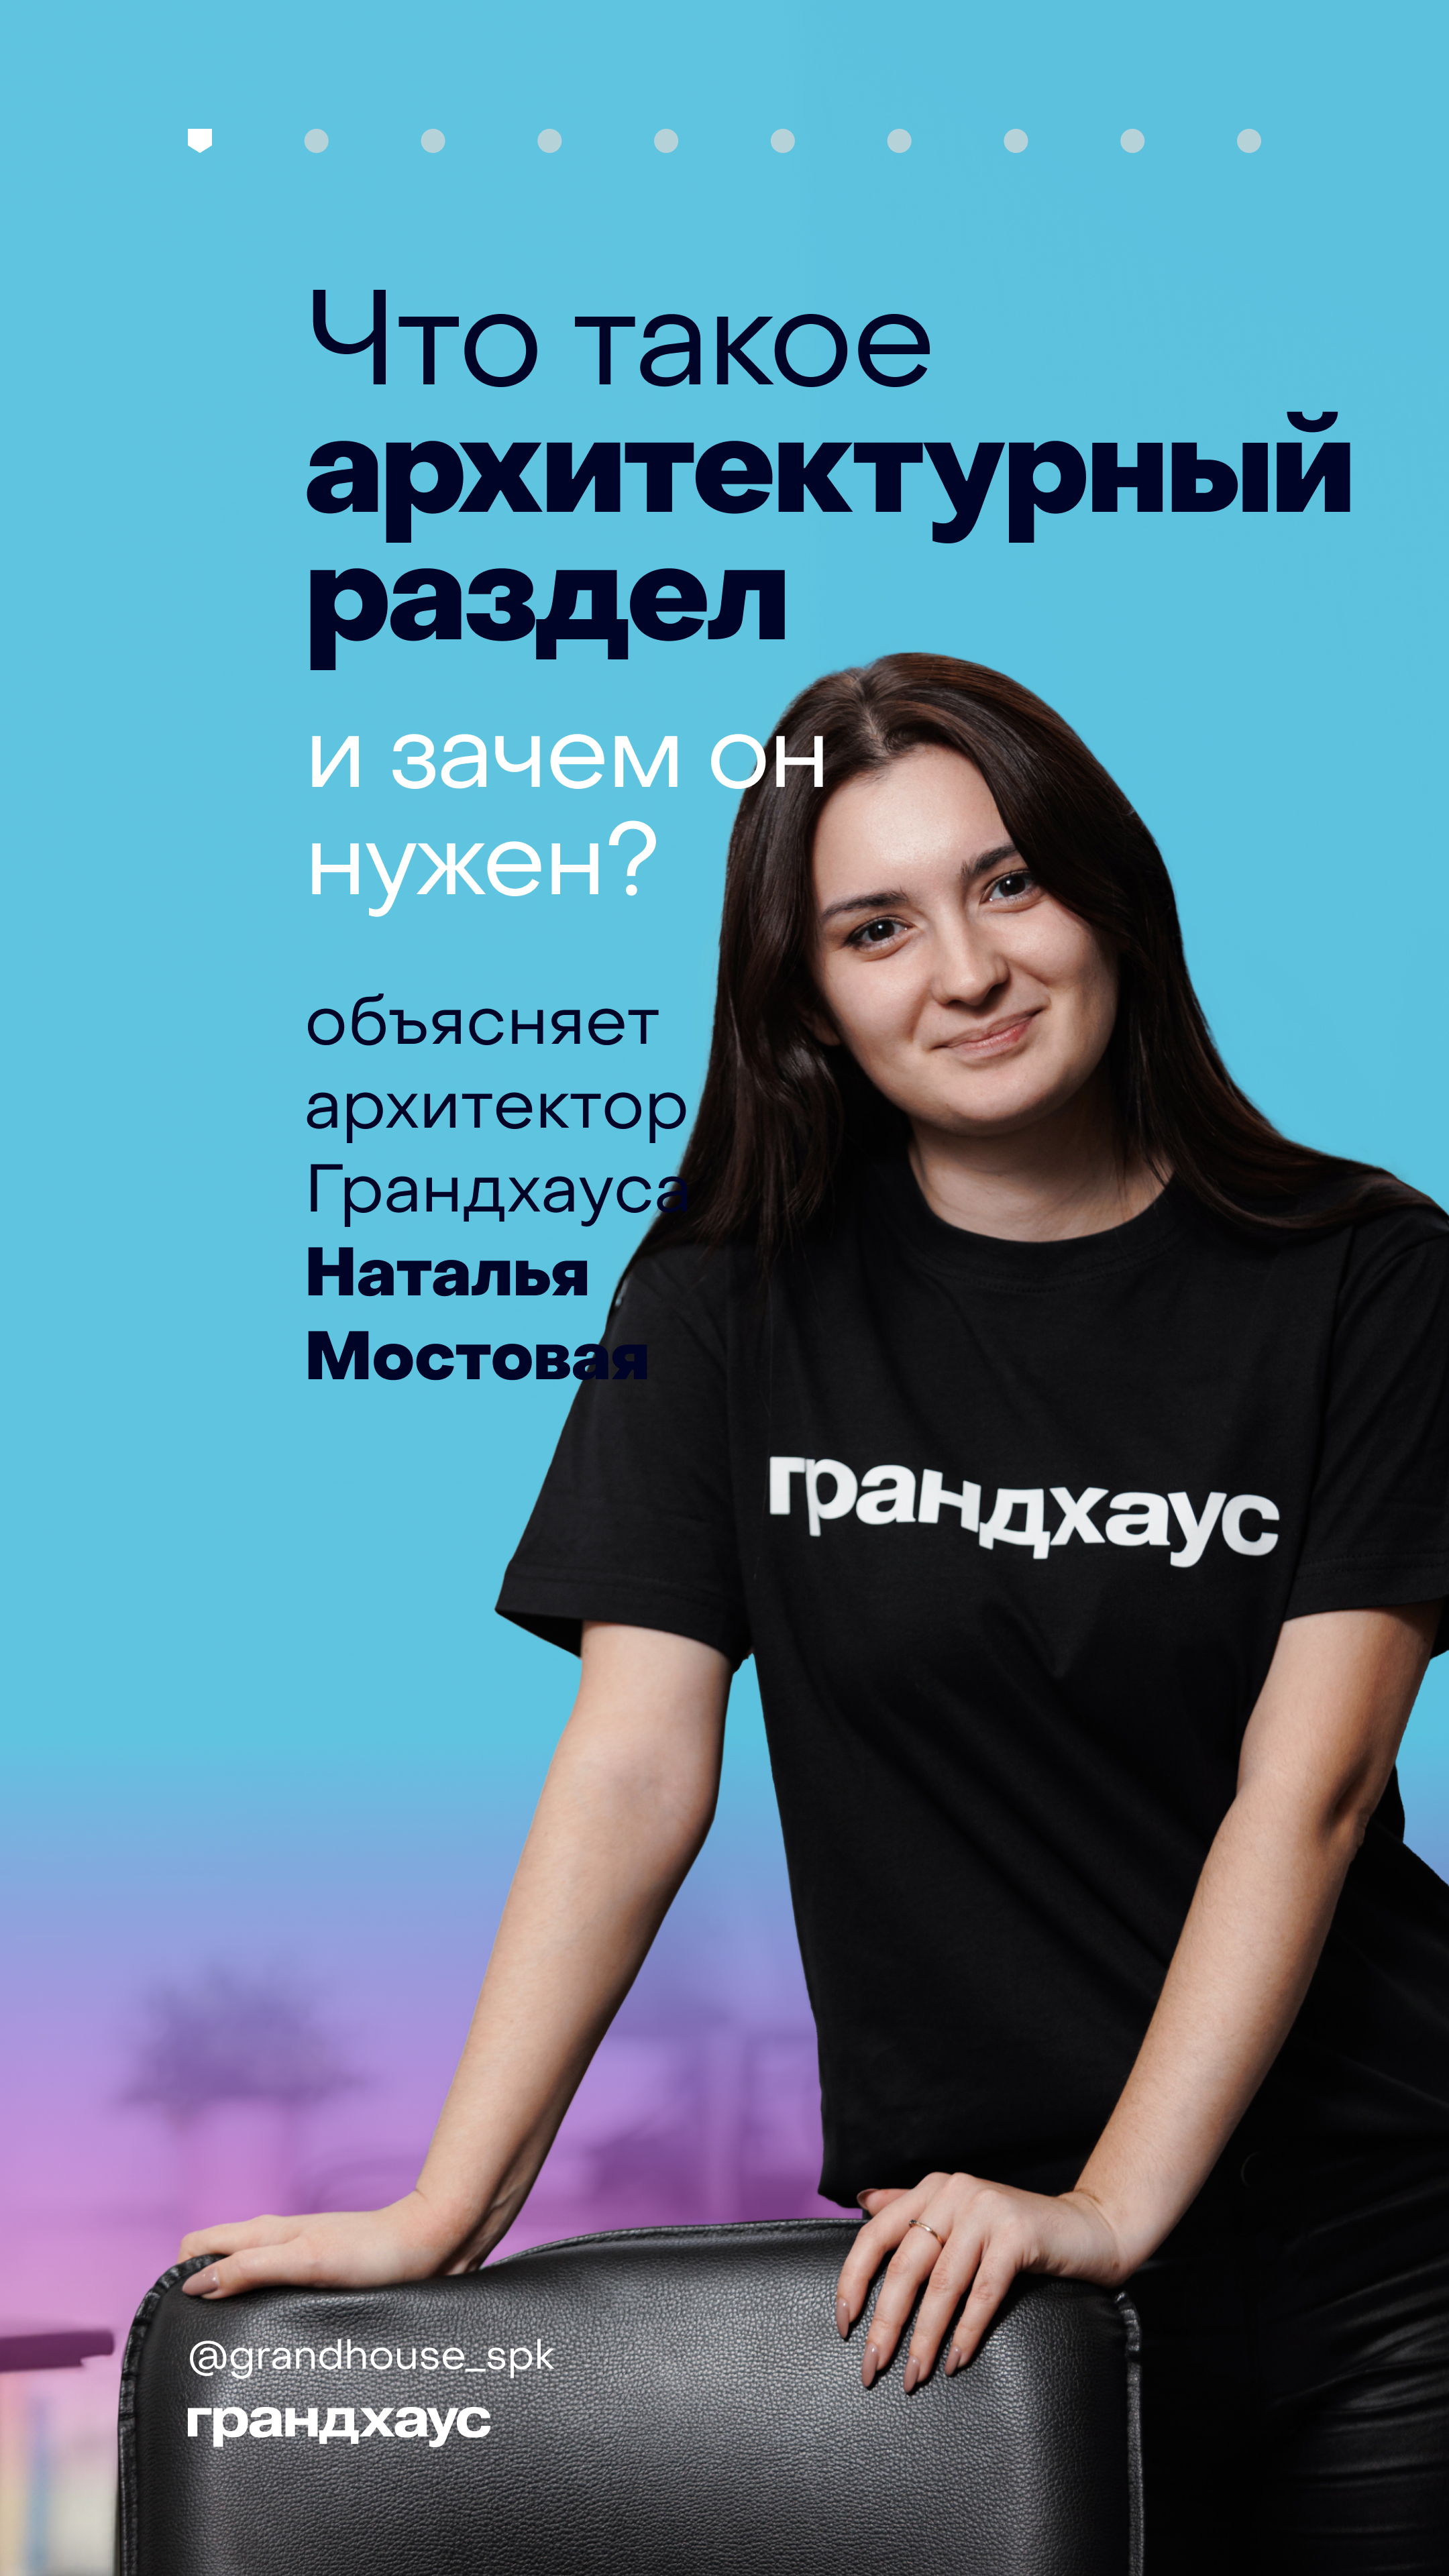 Что такое
архитектурный
раздел
и зачем он
нужен?
объясняет
архитектор
Грандхауса
Наталья
Мостовая
грандхаус
@grandhouse_spk
грандхаус